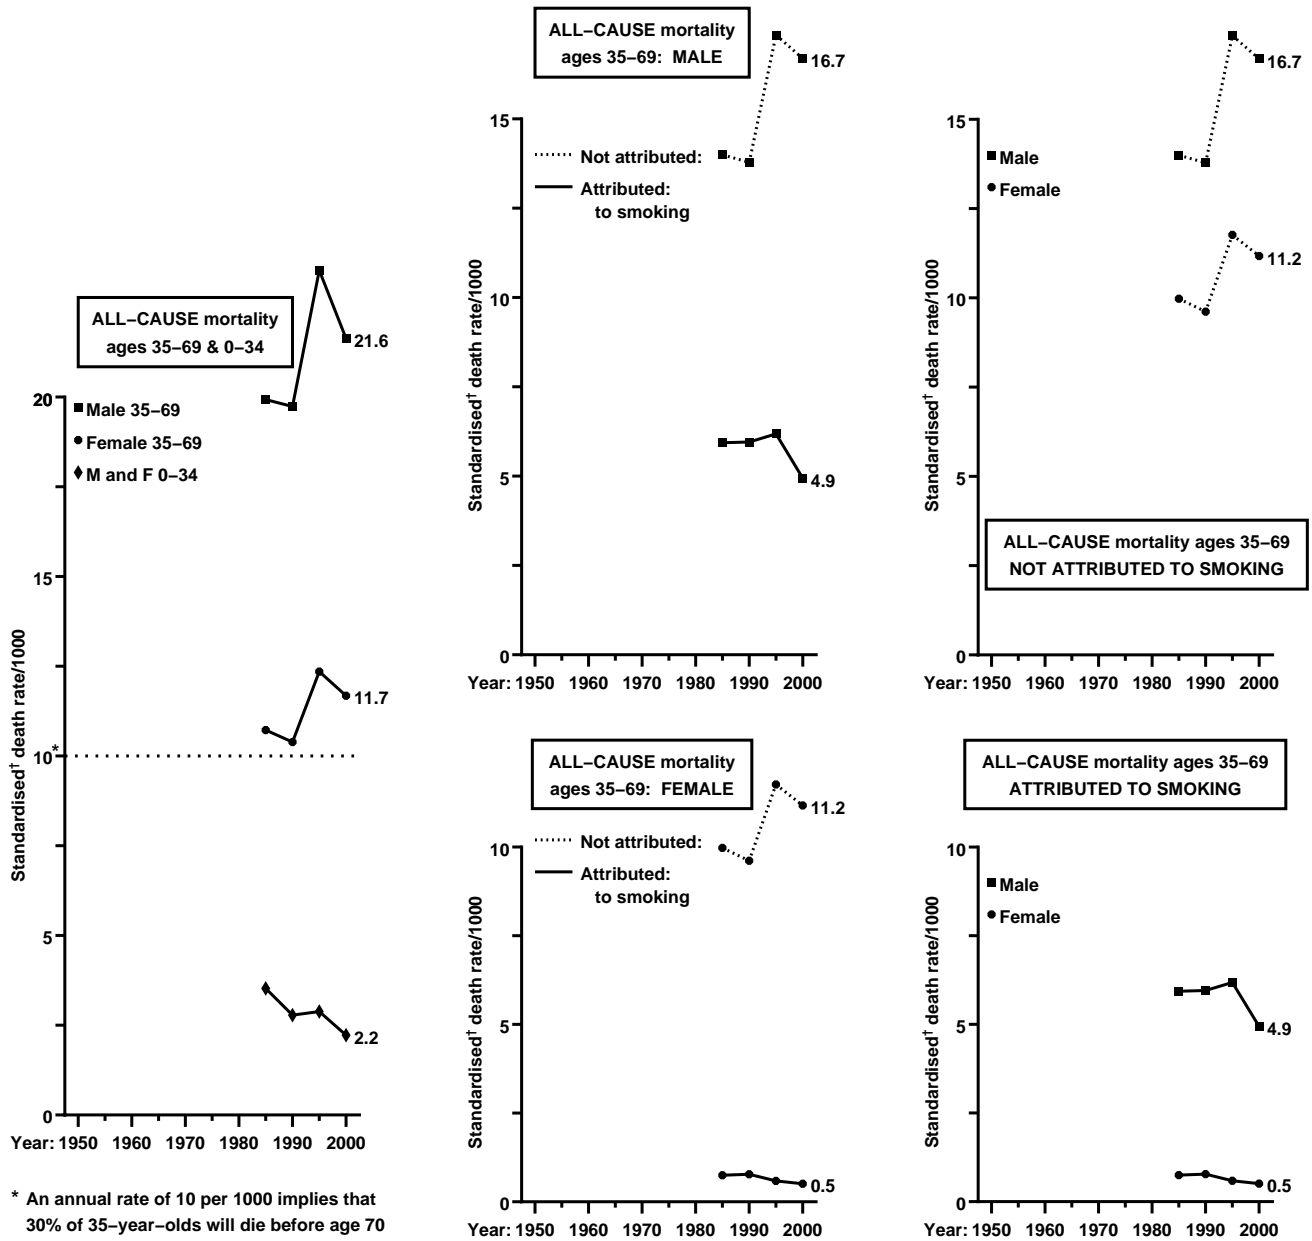 ALL–CAUSE mortality
ages 35–69 & 0–34
21.6
20
Male 35–69
Female 35–69
M and F 0–34
15
11.7
10*
5
2.2
0
Standardised† death rate/1000
Year: 1950 1960 1970 1980 1990 2000
* An annual rate of 10 per 1000 implies that
30% of 35–year–olds will die before age 70
ALL–CAUSE mortality
ages 35–69: MALE
16.7
15
Not attributed:
Attributed:
to smoking
10
5
4.9
0
Standardised† death rate/1000
Year: 1950 1960 1970 1980 1990 2000
16.7
15
Male
Female
11.2
10
5
ALL–CAUSE mortality ages 35–69
NOT ATTRIBUTED TO SMOKING
0
Standardised† death rate/1000
Year: 1950 1960 1970 1980 1990 2000
ALL–CAUSE mortality
ages 35–69: FEMALE
11.2
Not attributed:
10
Attributed:
to smoking
5
0.5
0
Standardised† death rate/1000
Year: 1950 1960 1970 1980 1990 2000
ALL–CAUSE mortality ages 35–69
ATTRIBUTED TO SMOKING
10
Male
Female
5
4.9
0.5
0
Standardised† death rate/1000
Year: 1950 1960 1970 1980 1990 2000